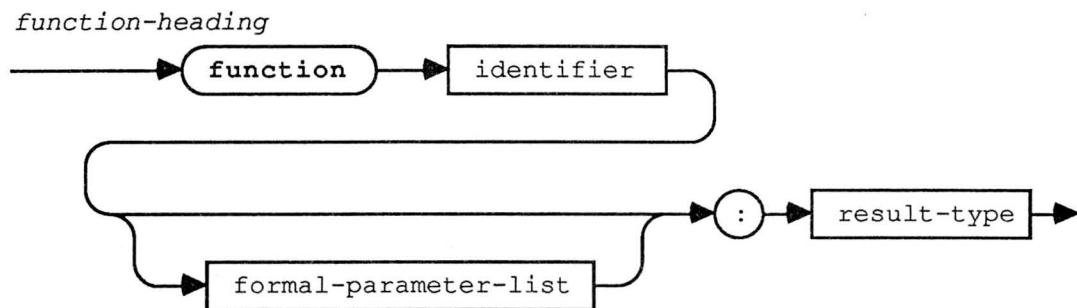 function-heading
function identifier
: result-type
formal-parameter-list